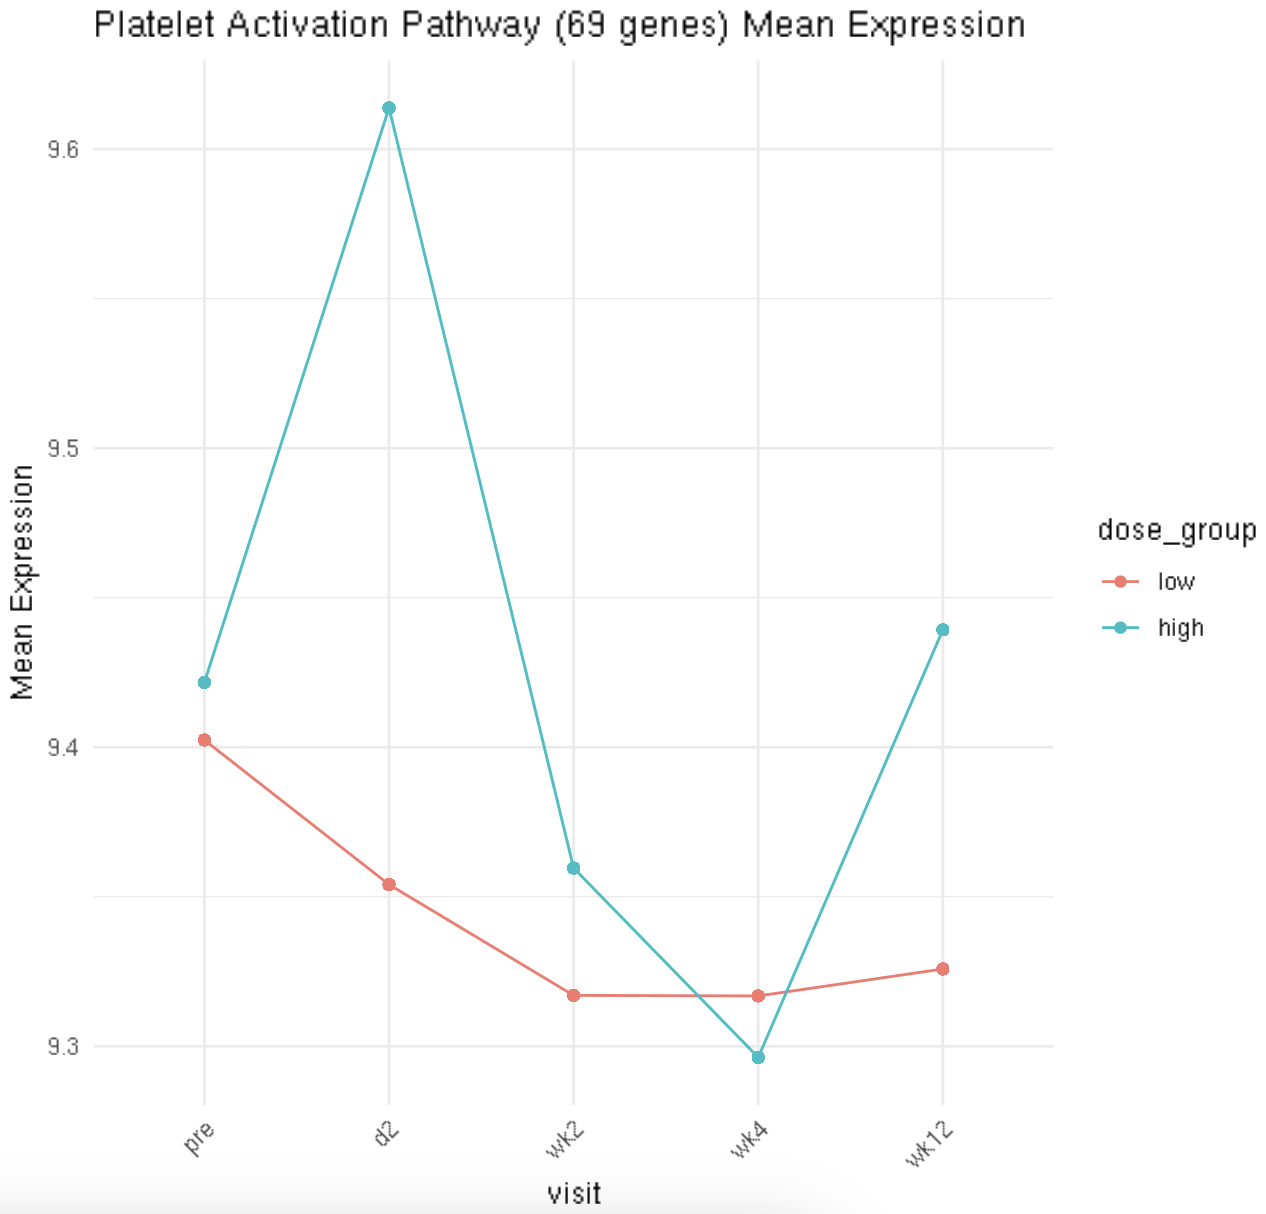 Platelet Activation Pathway (69 genes) Mean Expression
9.6
9.5
9.4
9.3
Mean Expression
pre
d2
wk2
wk4
wk12
visit
dose_group
low
high